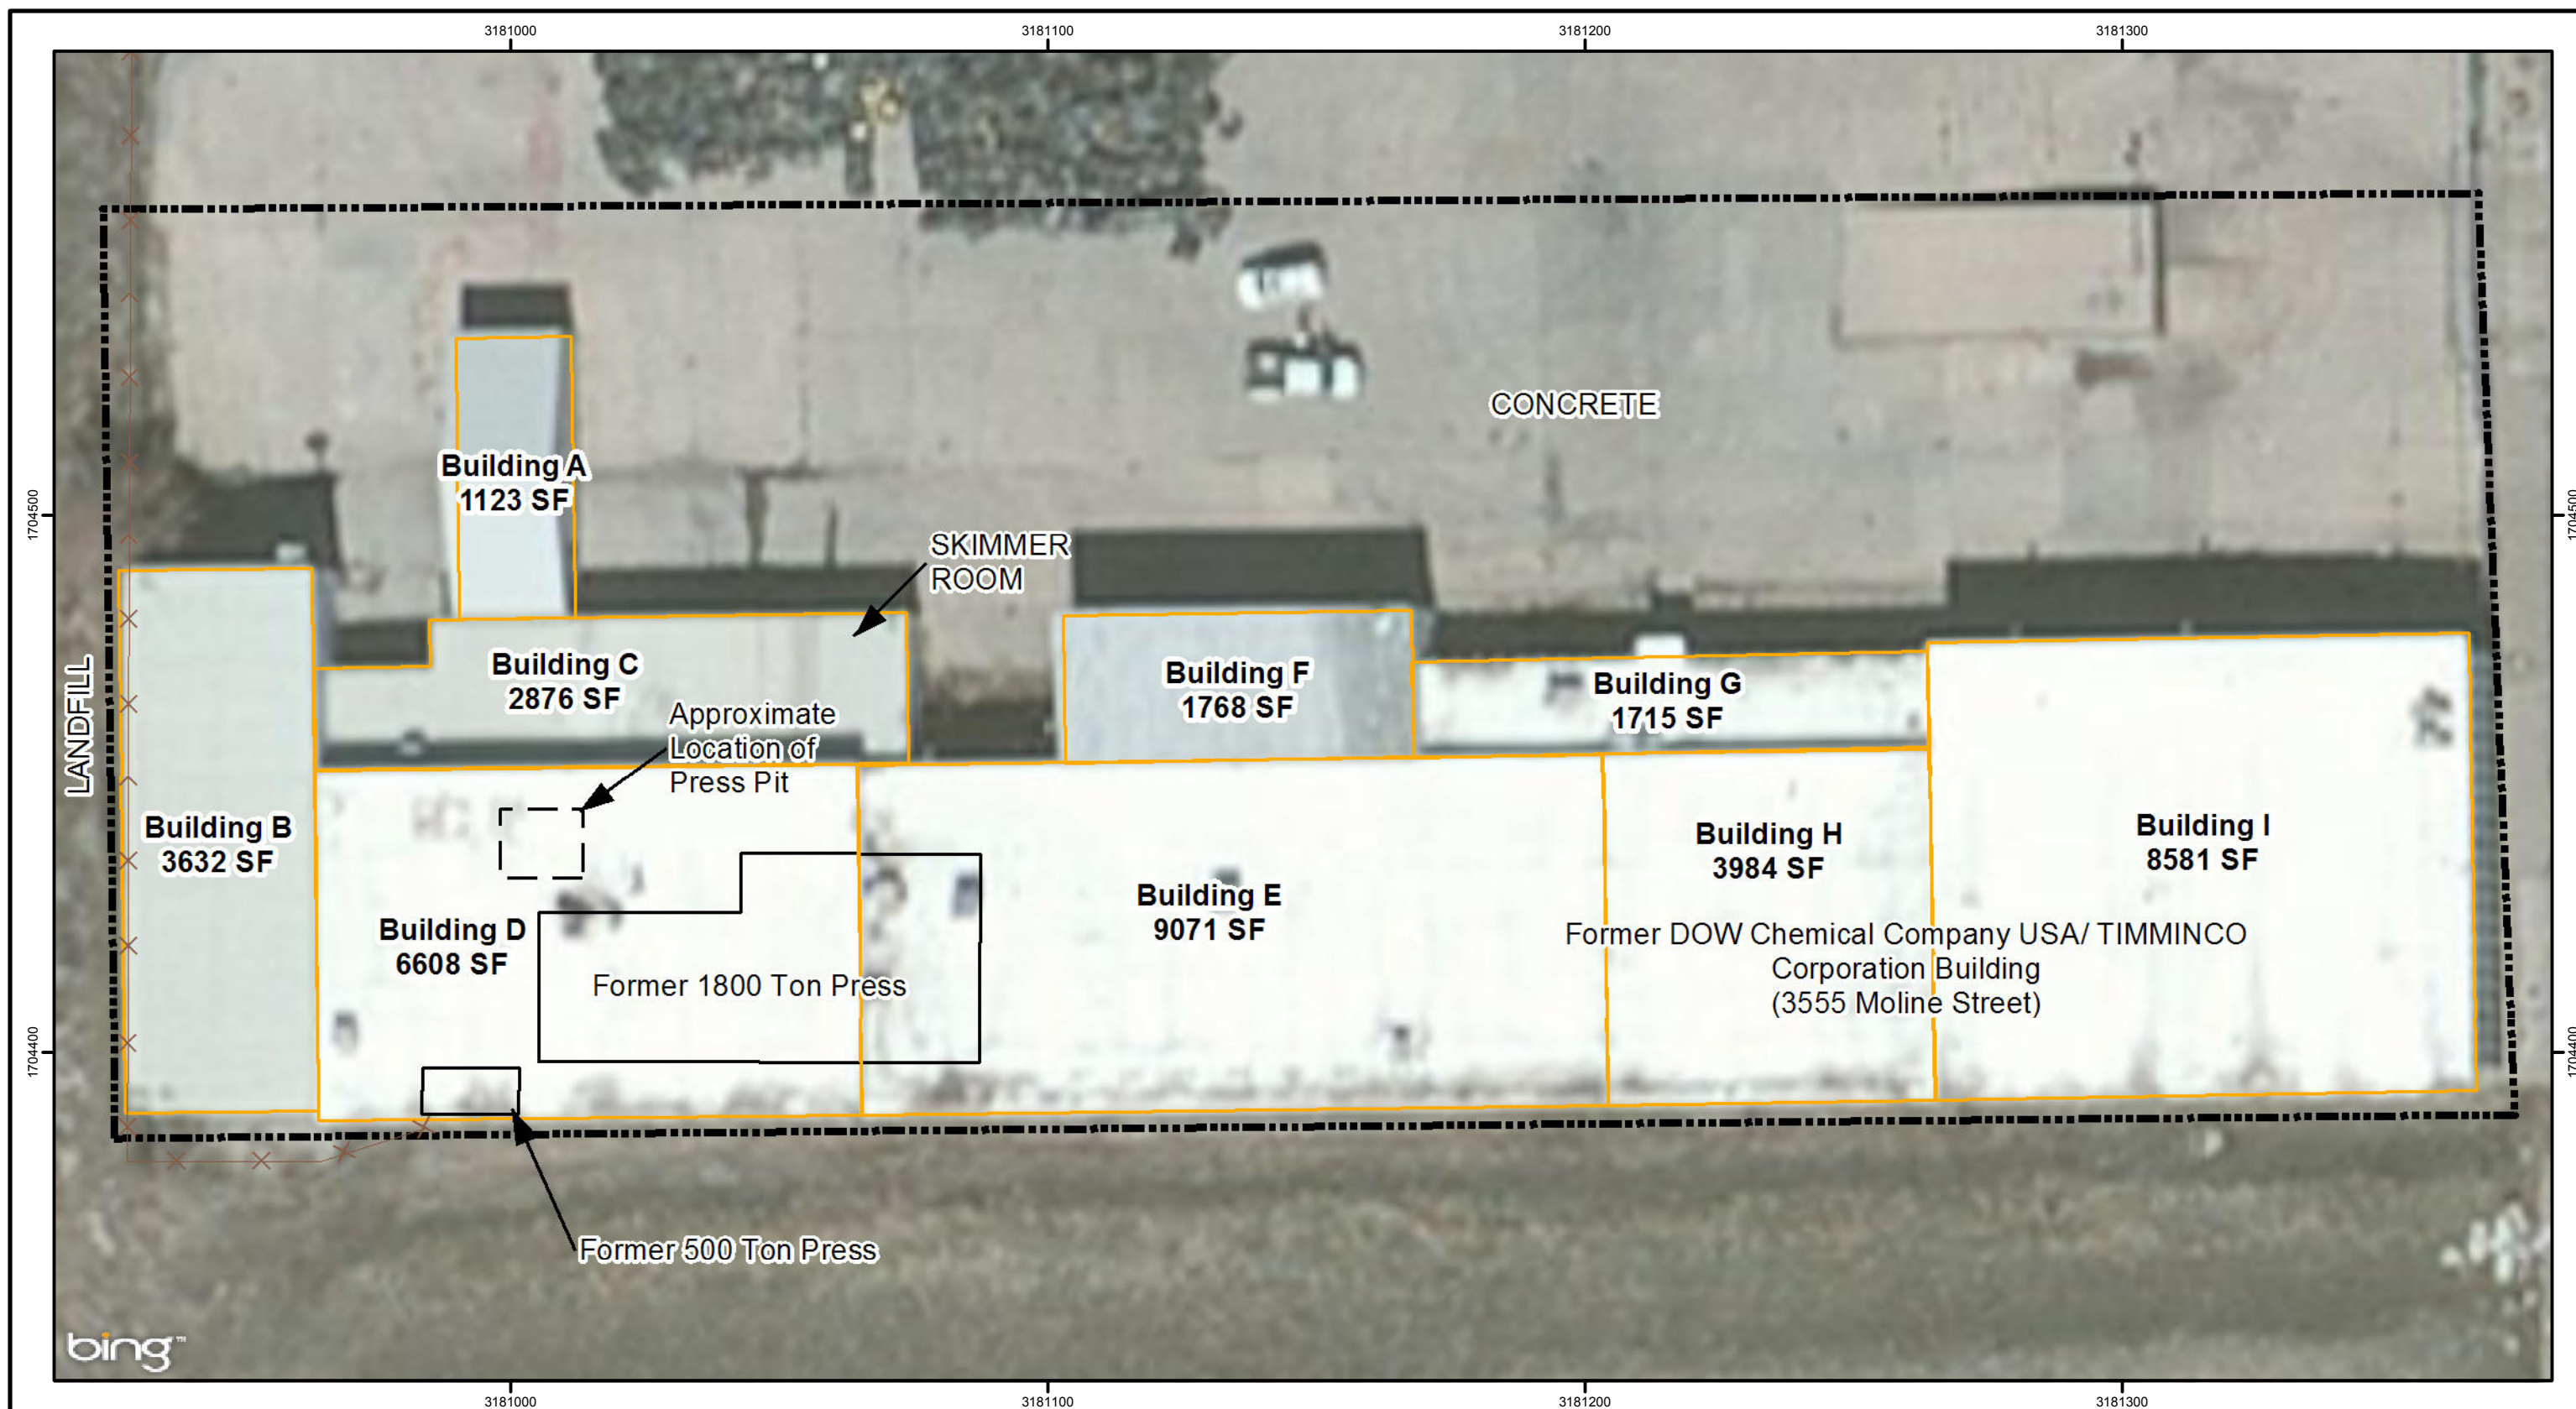 3181000
3181100
3181200
3181300
1704500
1704500
CONCRETE
Building A
1123 SF
SKIMMER
ROOM
LANDFILL
Building C
2876 SF
Building F
1768 SF
Building G
1715 SF
Approximate
Location of
Press Pit
Building B
3632 SF
Building D
6608 SF
Building E
9071 SF
Building H
3984 SF
Building I
8581 SF
Former DOW Chemical Company USA/ TIMMINCO
Corporation Building
(3555 Moline Street)
Former 1800 Ton Press
1704400
1704400
Former 500 Ton Press
bing™
3181000
3181100
3181200
3181300